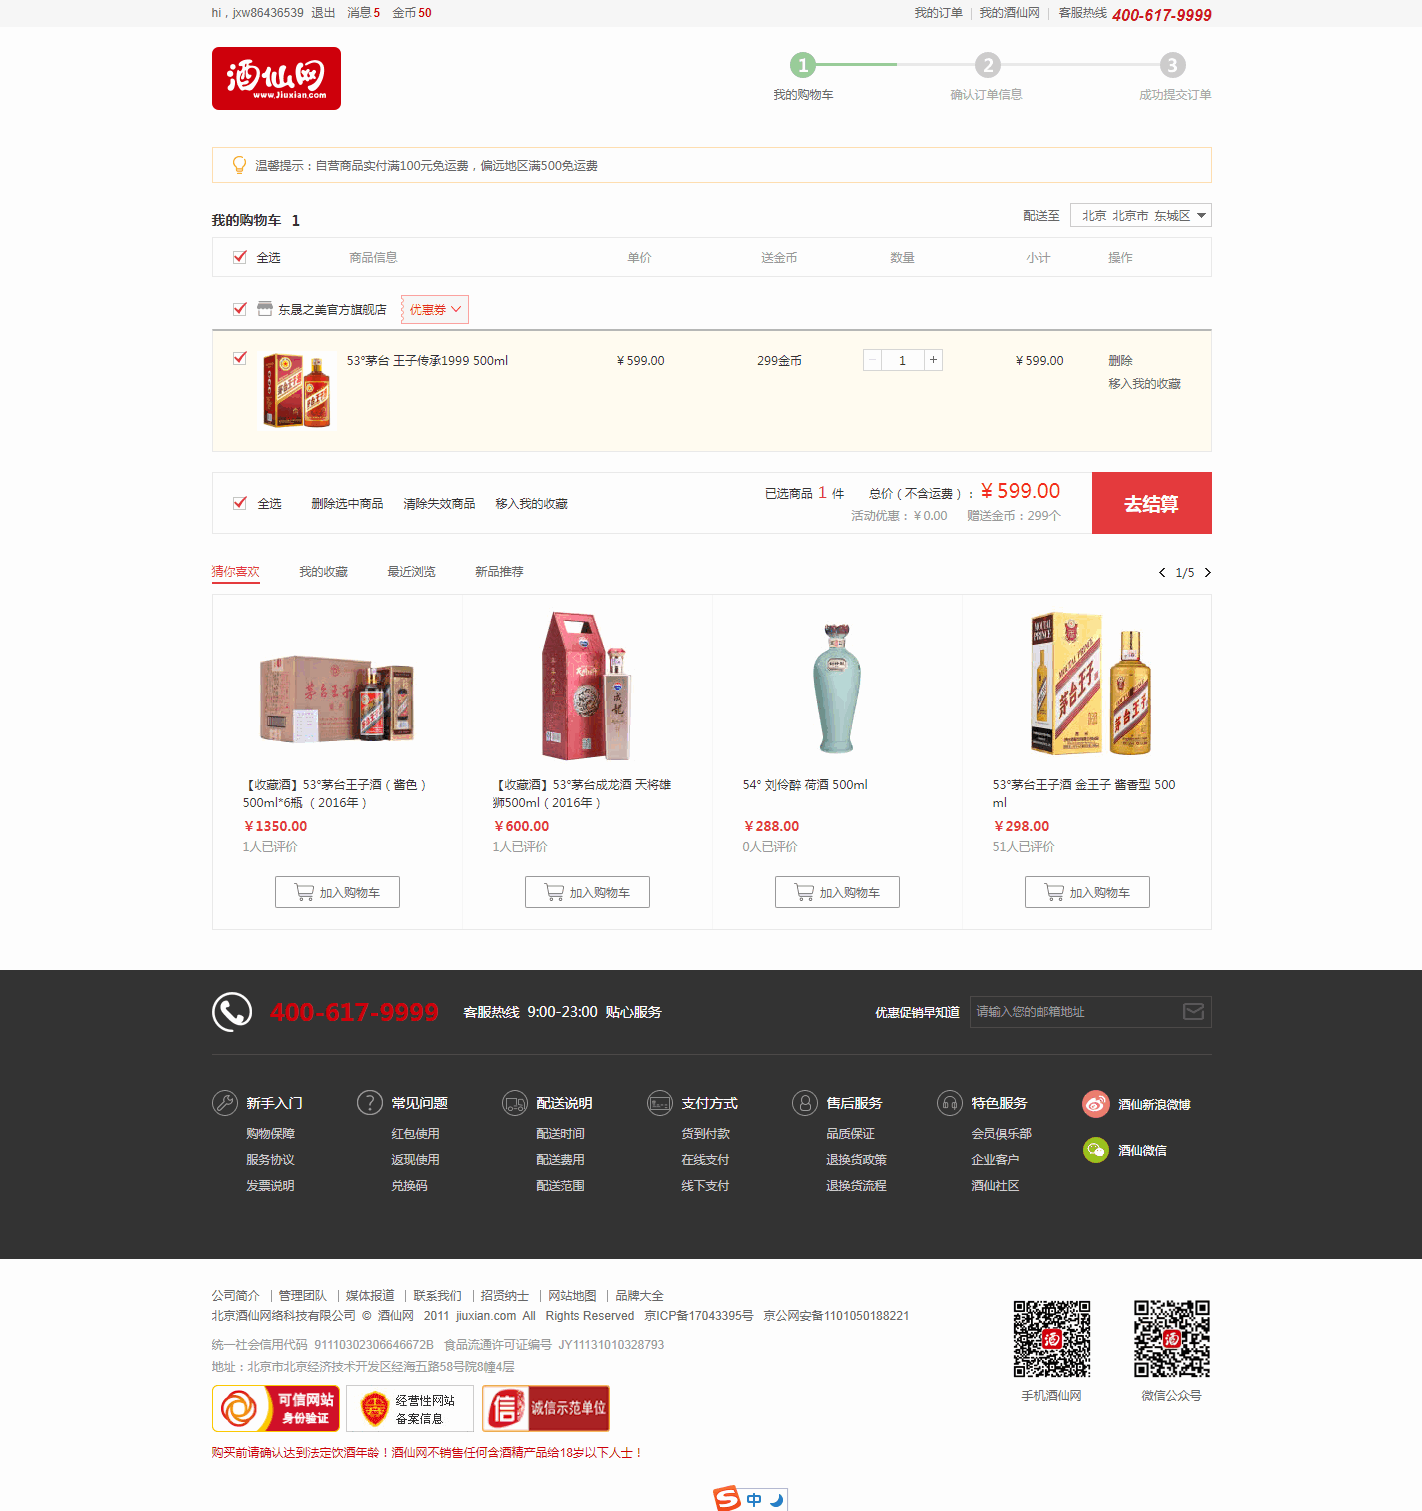 hi，jxw86436539 退出 消息5 金币50
我的订单 我的酒仙网 客服热线 400-617-9999
酒仙网
www.Jiuxian.com
1 2 3
我的购物车 确认订单信息 成功提交订单
温馨提示：自营商品实付满100元免运费，偏远地区满500免运费
我的购物车 1
配送至 北京 北京市 东城区
全选 商品信息 单价 送金币 数量 小计 操作
东晟之美官方旗舰店 优惠券
53°茅台 王子传承1999 500ml ￥599.00 299金币 − 1 + ￥599.00 删除
移入我的收藏
全选 删除选中商品 清除失效商品 移入我的收藏
已选商品 1 件 总价（不含运费）：￥599.00
活动优惠：￥0.00 赠送金币：299个
去结算
猜你喜欢 我的收藏 最近浏览 新品推荐
1/5
【收藏酒】53°茅台王子酒（酱色）500ml*6瓶 （2016年）
￥1350.00
1人已评价
加入购物车
【收藏酒】53°茅台成龙酒 天将雄
狮500ml（2016年）
￥600.00
1人已评价
加入购物车
54° 刘伶醉 荷酒 500ml
￥288.00
0人已评价
加入购物车
53°茅台王子酒 金王子 酱香型 500
ml
￥298.00
51人已评价
加入购物车
400-617-9999 客服热线 9:00-23:00 贴心服务
优惠促销早知道 请输入您的邮箱地址
新手入门 常见问题 配送说明 支付方式 售后服务 特色服务 酒仙新浪微博
购物保障 红包使用 配送时间 货到付款 品质保证 会员俱乐部
服务协议 返现使用 配送费用 在线支付 退换货政策 企业客户 酒仙微信
发票说明 兑换码 配送范围 线下支付 退换货流程 酒仙社区
公司简介 | 管理团队 | 媒体报道 | 联系我们 | 招贤纳士 | 网站地图 | 品牌大全
北京酒仙网络科技有限公司 © 酒仙网 2011 jiuxian.com All Rights Reserved 京ICP备17043395号 京公网安备1101050188221
统一社会信用代码 91110302306646672B 食品流通许可证编号 JY11131010328793
地址：北京市北京经济技术开发区经海五路58号院8幢4层
可信网站
身份验证
经营性网站
备案信息
信 诚信示范单位
手机酒仙网 微信公众号
购买前请确认达到法定饮酒年龄！酒仙网不销售任何含酒精产品给18岁以下人士！
S 中